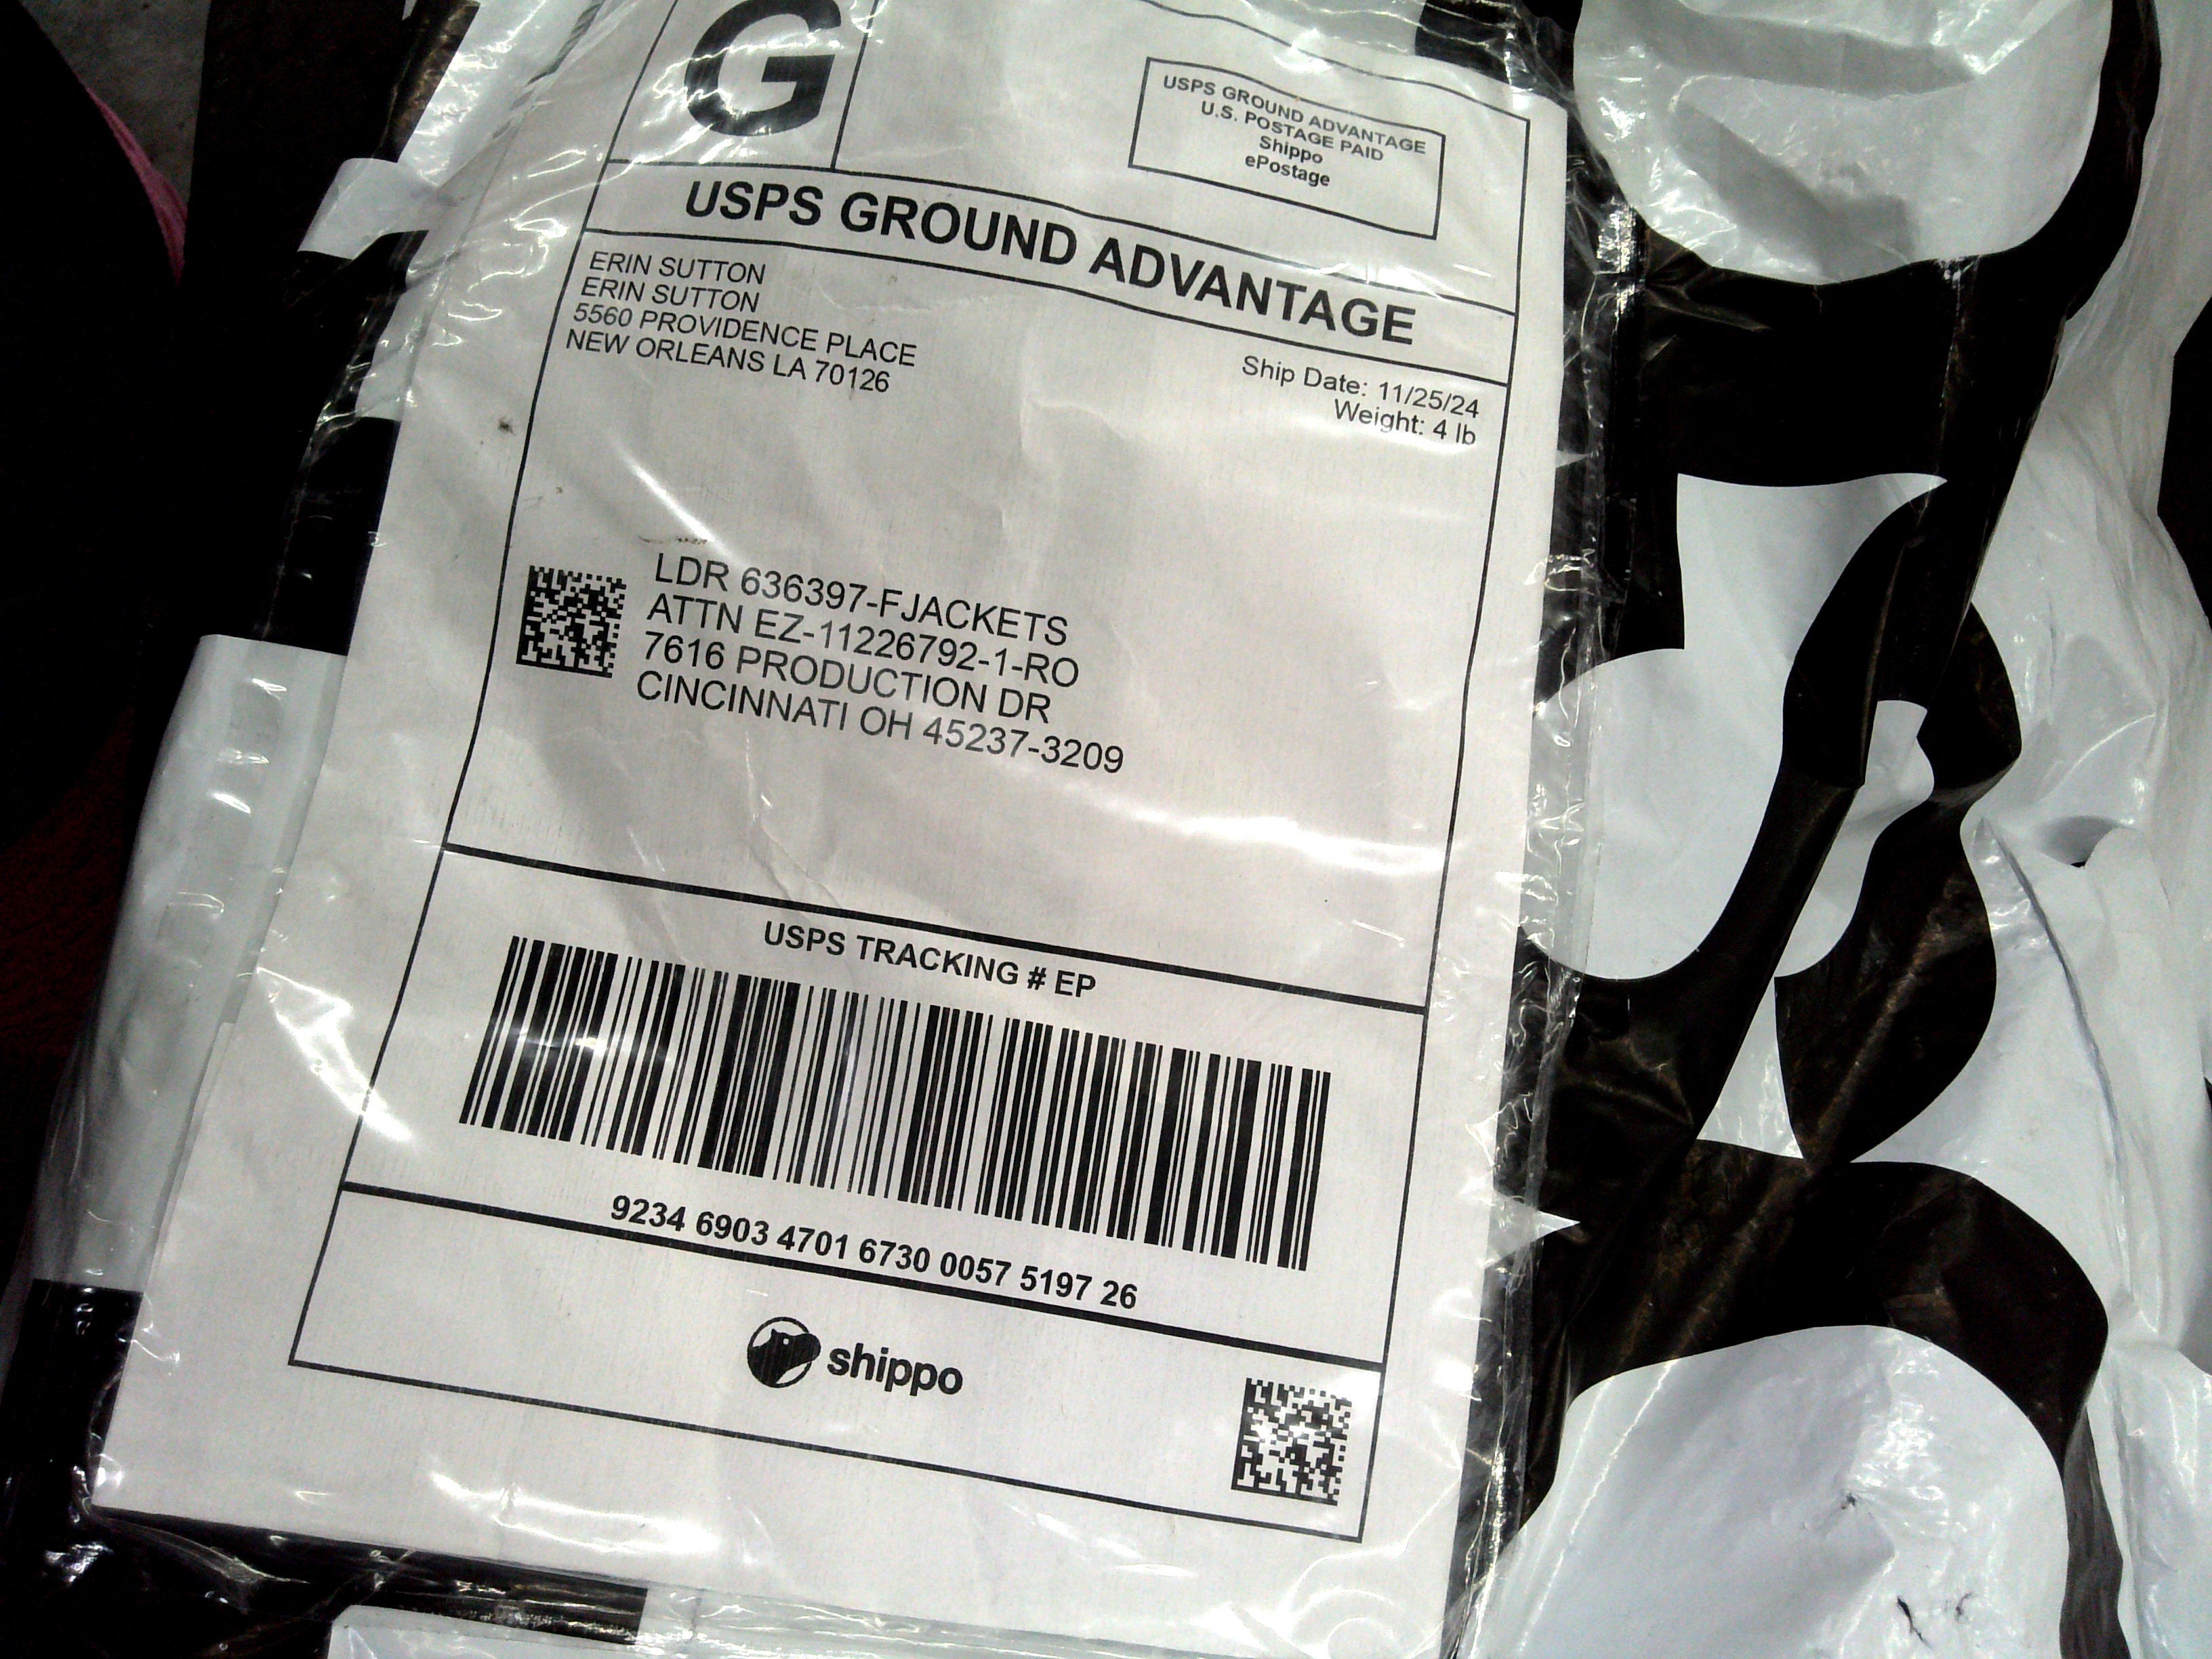 G
USPS GROUND ADVANTAGE
U.S. POSTAGE PAID
Shippo
ePostage
USPS GROUND ADVANTAGE
ERIN SUTTON
ERIN SUTTON
5560 PROVIDENCE PLACE
NEW ORLEANS LA 70126
Ship Date: 11/25/24
Weight: 4 lb
LDR 636397-FJACKETS
ATTN EZ-11226792-1-RO
7616 PRODUCTION DR
CINCINNATI OH 45237-3209
USPS TRACKING # EP
9234 6903 4701 6730 0057 5197 26
shippo